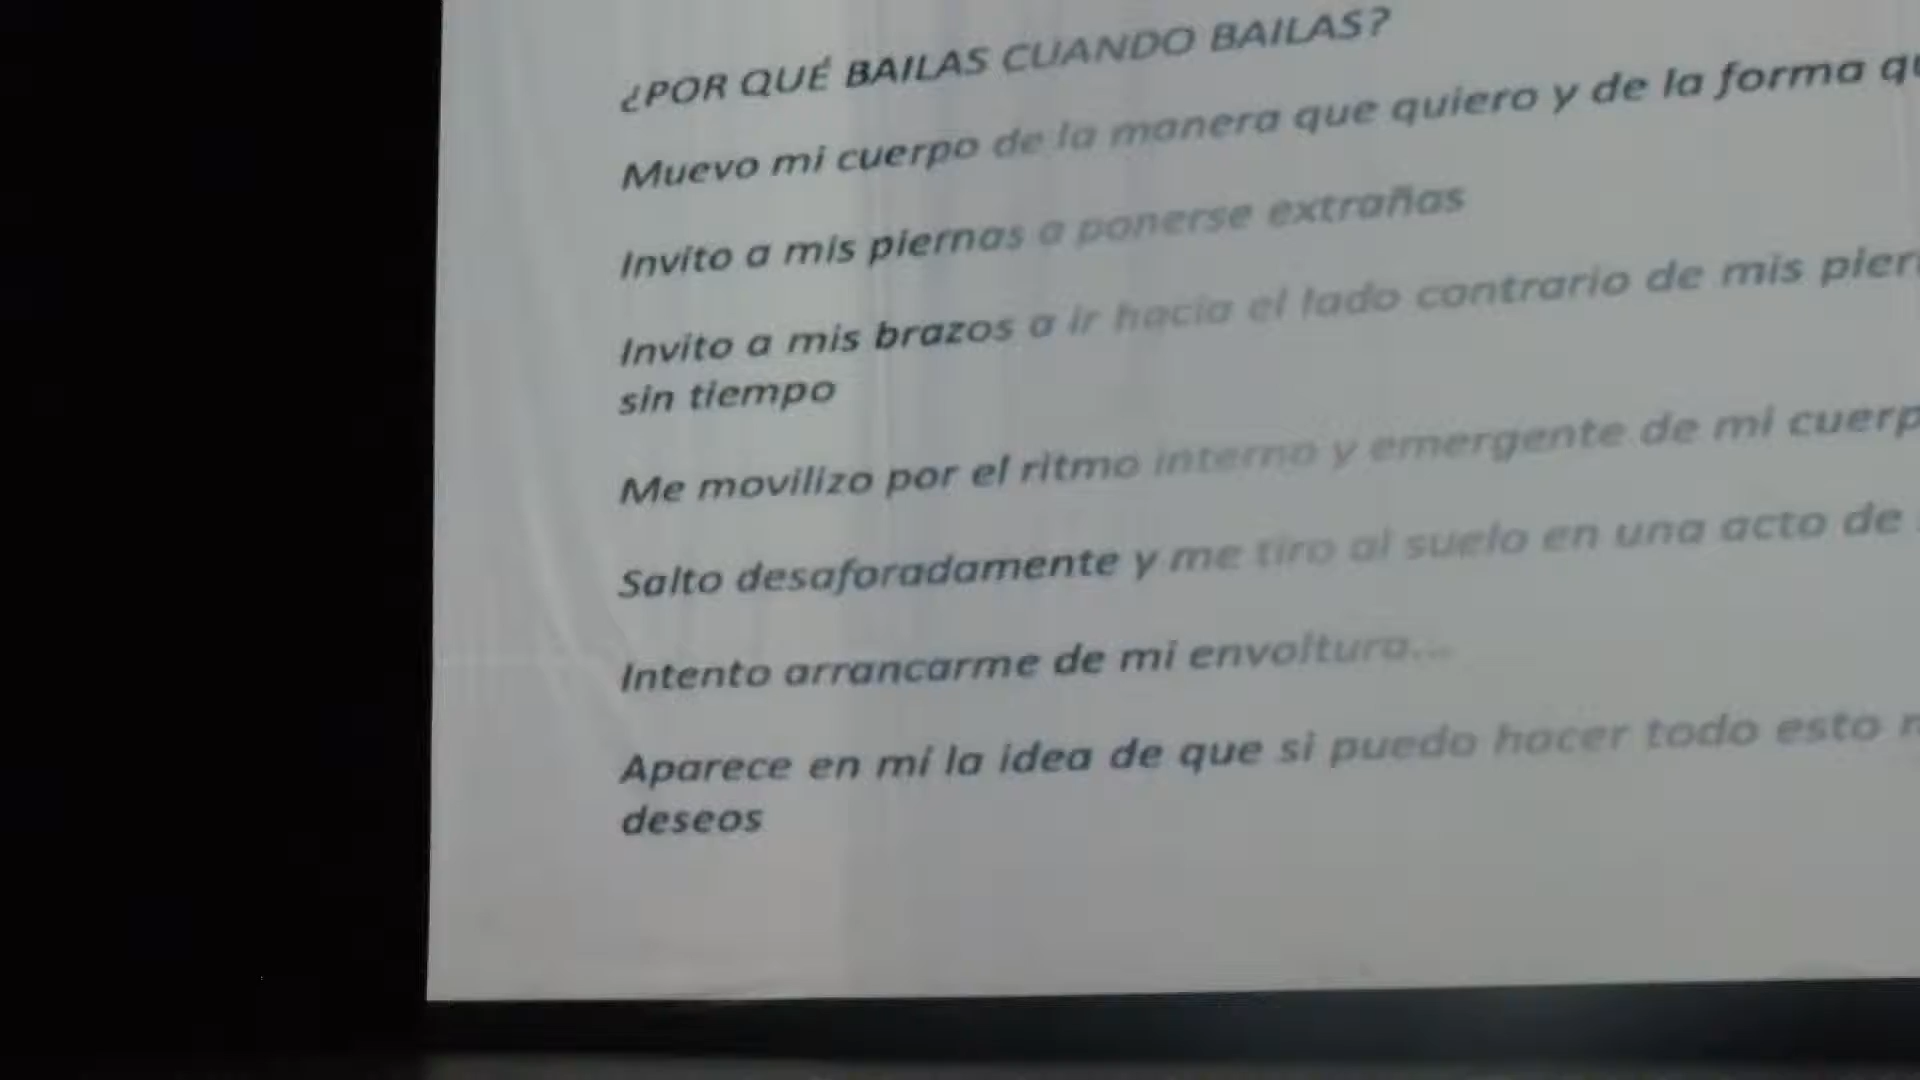 ¿POR QUÉ BAILAS CUANDO BAILAS?
Muevo mi cuerpo de la manera que quiero y de la forma
Invito a mis piernas a ponerse extrañas
Invito a mis brazos a ir hacia el lado contrario de mis
sin tiempo
Me movilizo por el ritmo interno y emergente de mi
Salto desaforadamente y me tiro al suelo en una acto de
Intento arrancarme de mi envoltura...
Aparece en mí la idea de que si puedo hacer todo esto
deseos